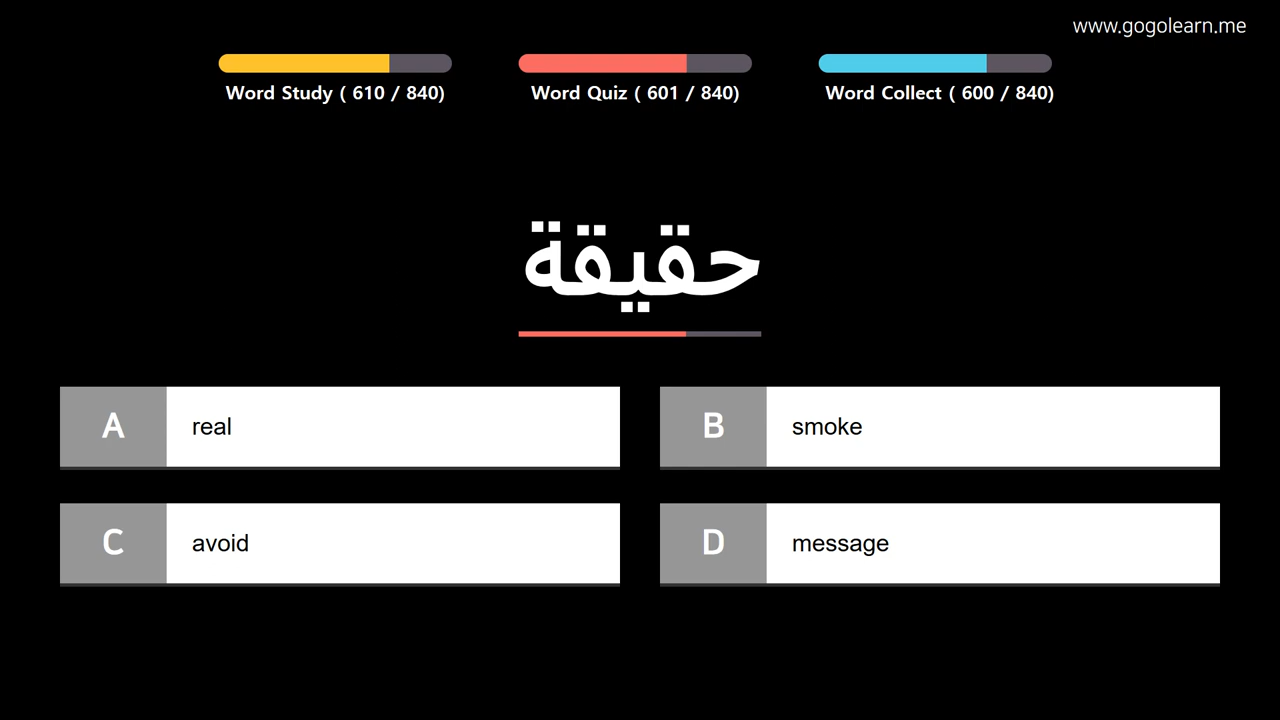 www.gogolearn.me
Word Study ( 610 / 840)
Word Quiz ( 601 / 840)
Word Collect ( 600 / 840)
حقيقة
A real
B smoke
C avoid
D message